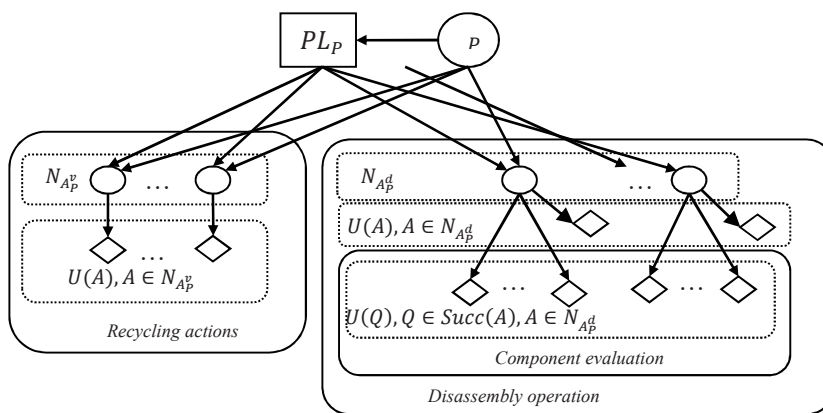 PL_P P
N_{A_P^v} … N_{A_P^d} …
U(A), A ∈ N_{A_P^d}
…
U(A), A ∈ N_{A_P^v}
… …
U(Q), Q ∈ Succ(A), A ∈ N_{A_P^d}
Recycling actions
Component evaluation
Disassembly operation